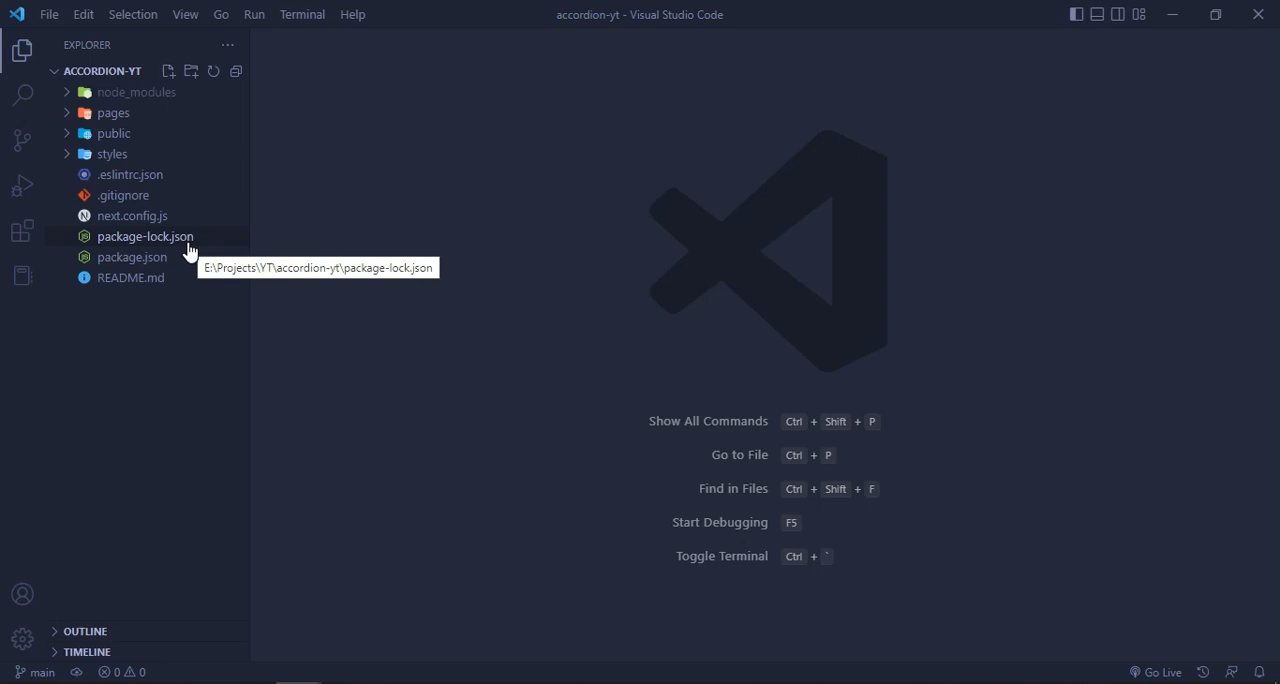 File Edit Selection View Go Run Terminal Help
accordion-yt - Visual Studio Code
EXPLORER
ACCORDION-YT
node_modules
pages
public
styles
.eslintrc.json
.gitignore
next.config.js
package-lock.json
package.json
README.md
E:\Projects\YT\accordion-yt\package-lock.json
Show All Commands Ctrl + Shift + P
Go to File Ctrl + P
Find in Files Ctrl + Shift + F
Start Debugging F5
Toggle Terminal Ctrl + `
OUTLINE
TIMELINE
main 0 0 Go Live